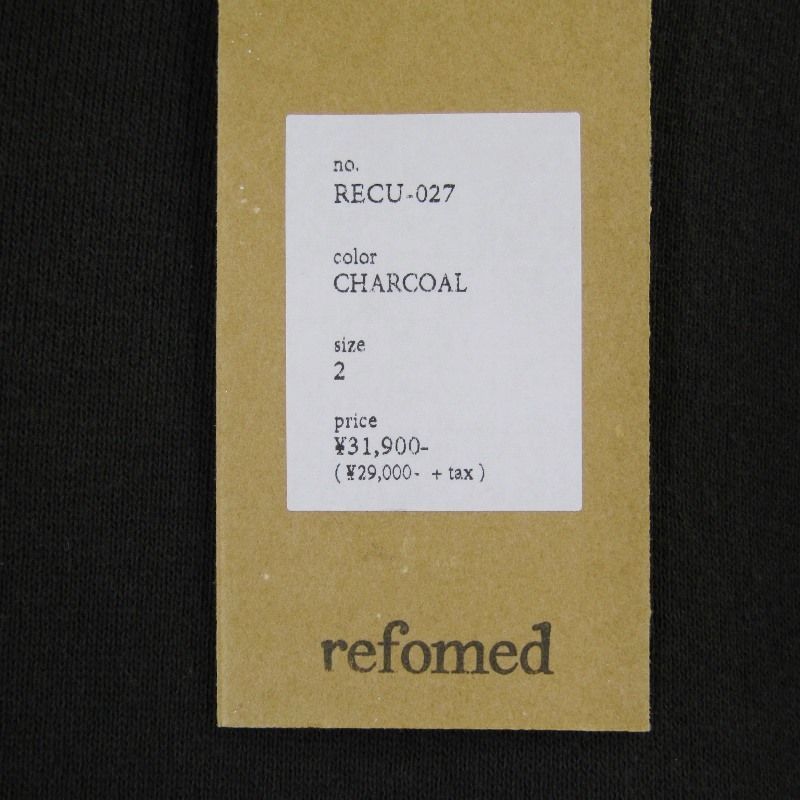 no.
RECU-027
color
CHARCOAL
size
2
price
¥31,900-
(¥29,000- + tax)
refomed